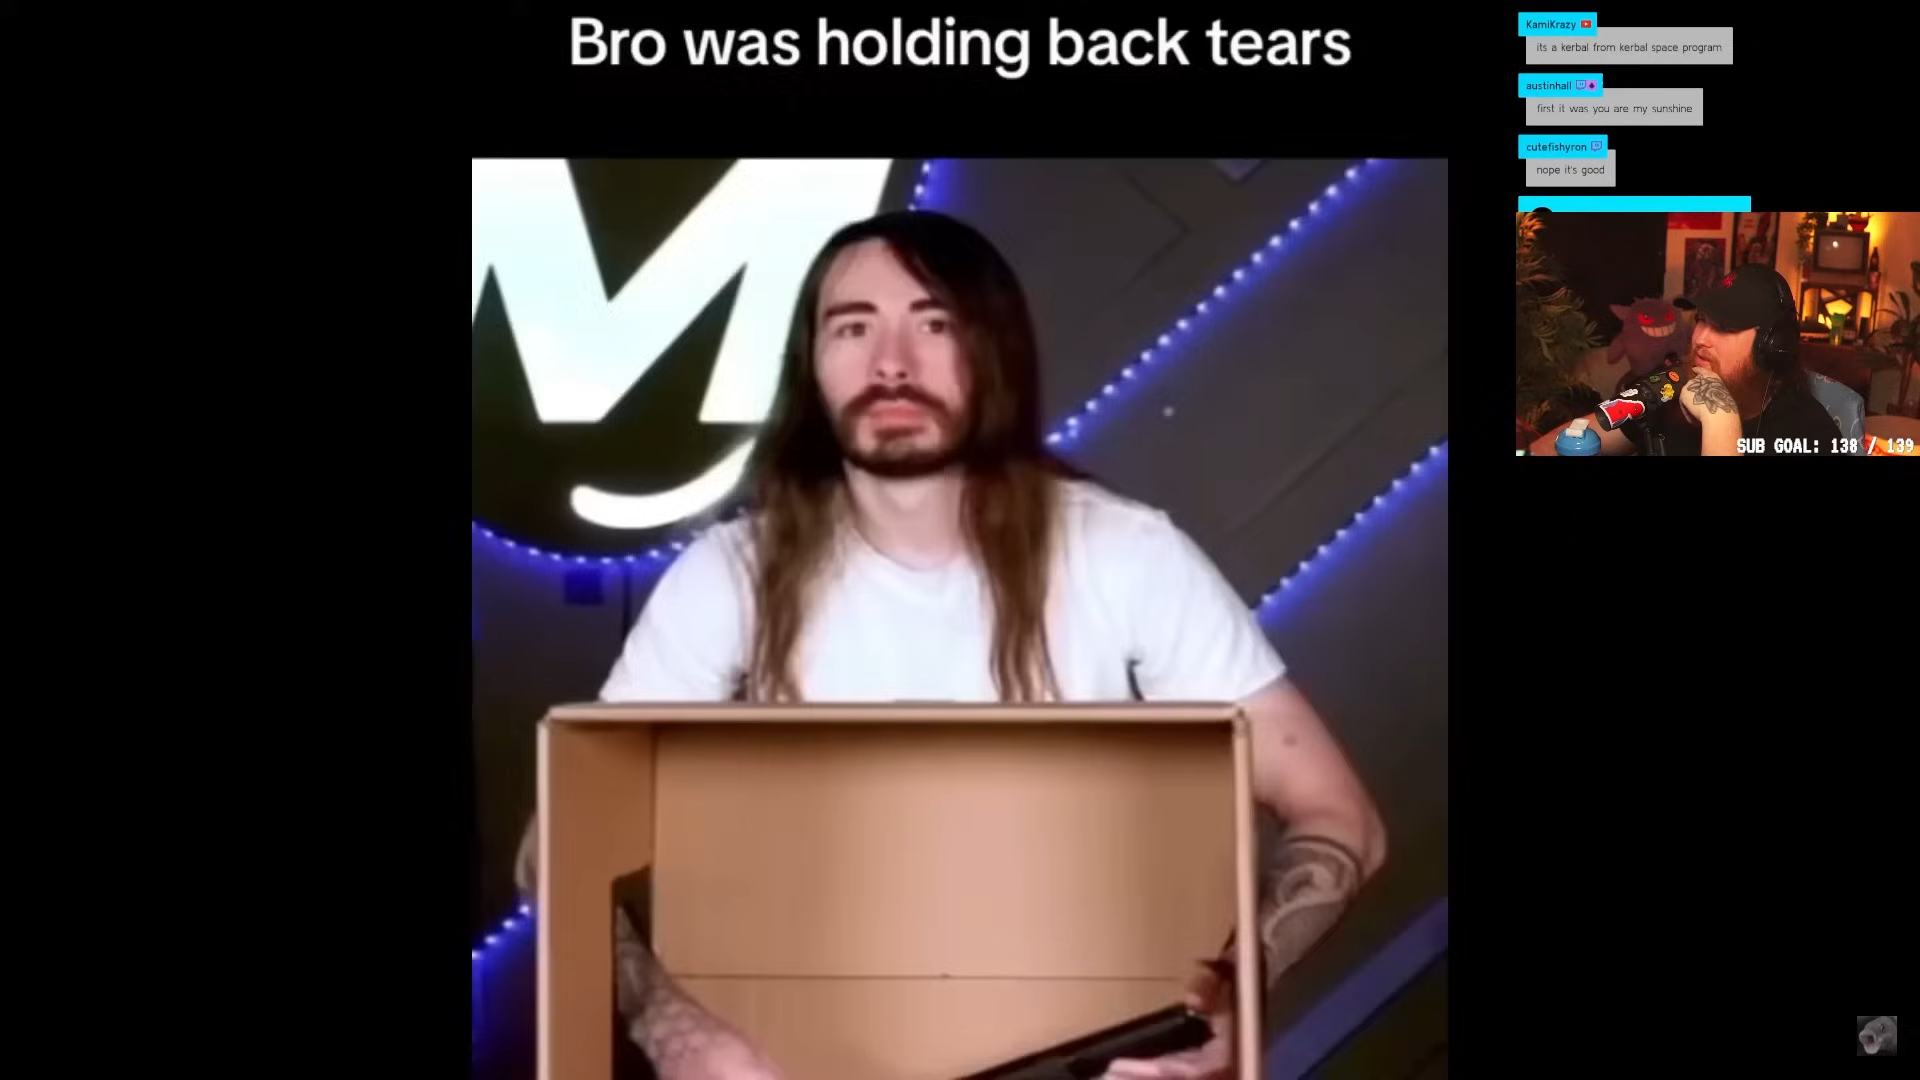 Bro was holding back tears
KamiKrazy
its a kerbal from kerbal space program
austinhall
first it was you are my sunshine
cutefishyron
nope it's good
SUB GOAL: 138 / 139
M